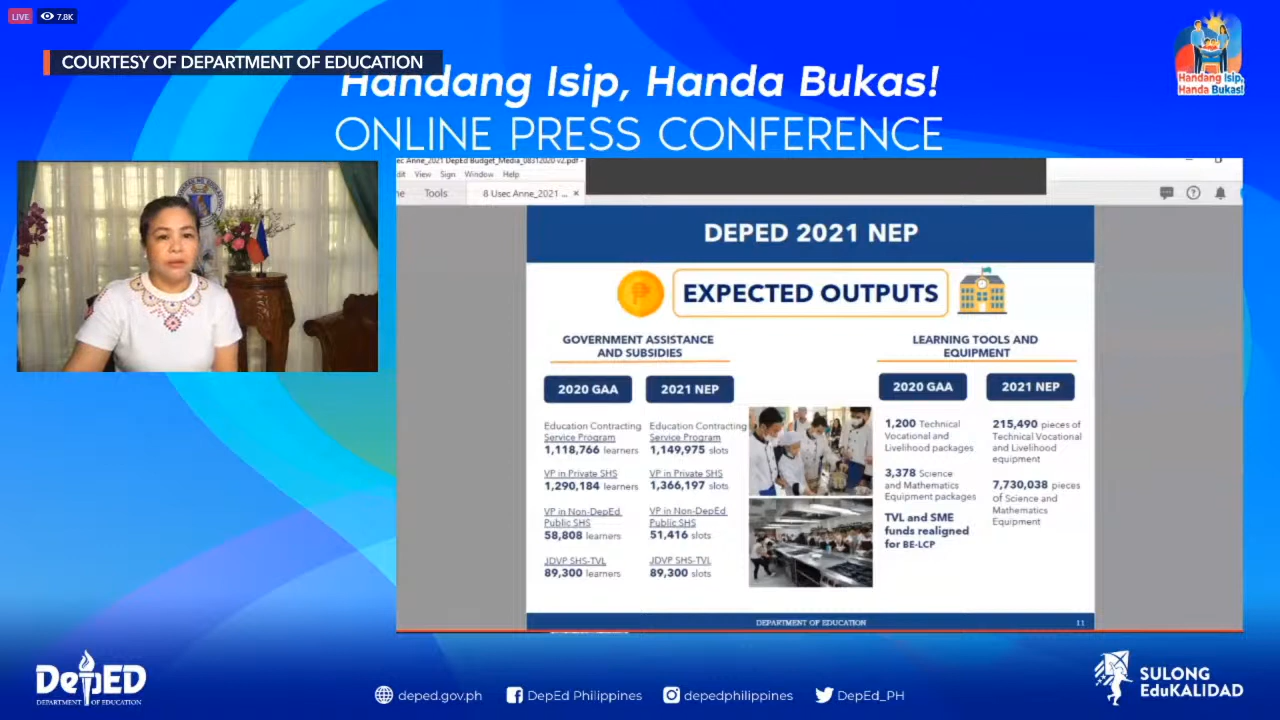 LIVE
7.8K
COURTESY OF DEPARTMENT OF EDUCATION
Handang Isip, Handa Bukas!
ONLINE PRESS CONFERENCE
Handang Isip,
Handa Bukas!
Anne_2021 DepEd Budget_Media_08312020 v2.pdf -
View Sign Window Help
Tools
8 Usec Anne_2021 ... ×
DEPED 2021 NEP
EXPECTED OUTPUTS
GOVERNMENT ASSISTANCE
AND SUBSIDIES
2020 GAA
2021 NEP
Education Contracting
Service Program
1,118,766 learners
VP in Private SHS
1,290,184 learners
VP in Non-DepEd
Public SHS
58,808 learners
JDVP SHS-TVL
89,300 learners
Education Contracting
Service Program
1,149,975 slots
VP in Private SHS
1,366,197 slots
VP in Non-DepEd
Public SHS
51,416 slots
JDVP SHS-TVL
89,300 slots
LEARNING TOOLS AND
EQUIPMENT
2020 GAA
2021 NEP
1,200 Technical
Vocational and
Livelihood packages
3,378 Science
and Mathematics
Equipment packages
TVL and SME
funds realigned
for BE-LCP
215,490 pieces of
Technical Vocational
and Livelihood
equipment
7,730,038 pieces
of Science and
Mathematics
Equipment
DEPARTMENT OF EDUCATION
11
DepED
DEPARTMENT OF EDUCATION
deped.gov.ph
DepEd Philippines
depedphilippines
DepEd_PH
SULONG
EduKALIDAD